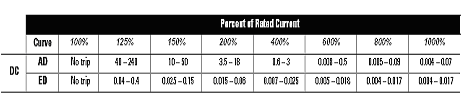 Percent of Rated Current
Curve 100% 125% 150% 200% 400% 600% 800% 1000%
DC AD No trip 40 – 240 10 – 50 3.5 – 18 0.6 – 3 0.008 – 0.5 0.005 – 0.09 0.004 – 0.07
ED No trip 0.04 – 0.4 0.025 – 0.15 0.015 – 0.06 0.007 – 0.025 0.005 – 0.018 0.004 – 0.017 0.004 – 0.017